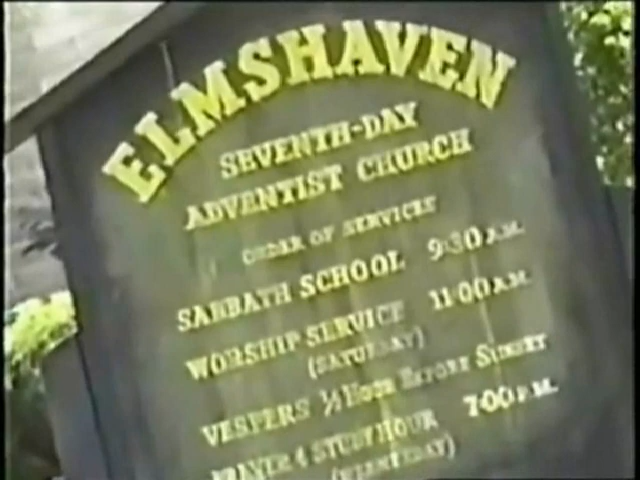 ELMSHAVEN
SEVENTH-DAY
ADVENTIST CHURCH
ORDER OF SERVICES
SABBATH SCHOOL 9:30 A.M.
WORSHIP SERVICE 11:00 A.M.
(SATURDAY)
VESPERS ½ HOUR BEFORE SUNSET
PRAYER & STUDY HOUR 7:00 P.M.
(WEDNESDAY)